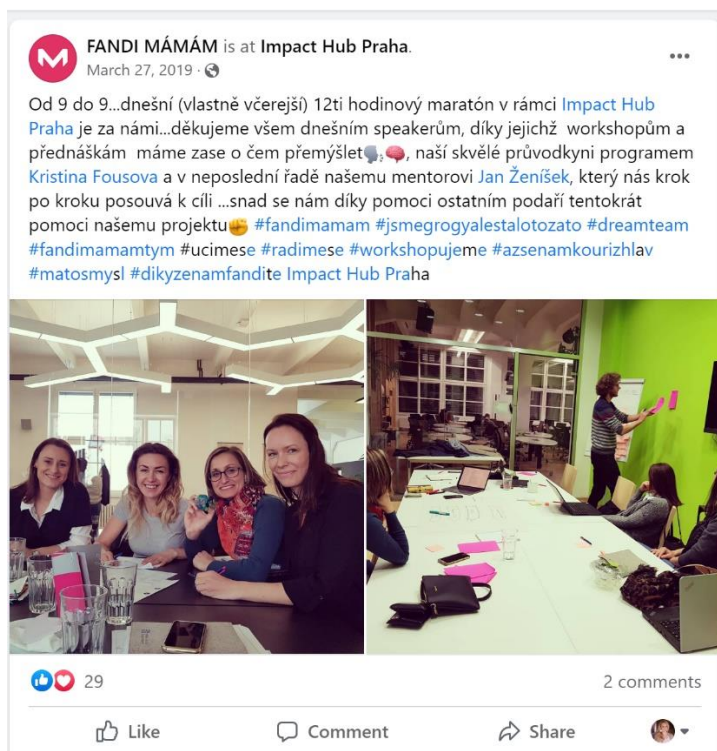 FANDI MÁMÁM is at Impact Hub Praha.
March 27, 2019 ·
Od 9 do 9...dnešní (vlastně včerejší) 12ti hodinový maratón v rámci Impact Hub
Praha je za námi...děkujeme všem dnešním speakerům, díky jejichž workshopům a
přednáškám máme zase o čem přemýšlet🗣️🧠, naší skvělé průvodkyni programem
Kristina Fousova a v neposlední řadě našemu mentorovi Jan Ženíšek, který nás krok
po kroku posouvá k cíli ...snad se nám díky pomoci ostatním podaří tentokrát
pomoci našemu projektu✊ #fandimamam #jsmegrogyalestalotozato #dreamteam
#fandimamamtym #ucimese #radimese #workshopujeme #azsenamkourizhlav
#matosmysl #dikyzenamfandite Impact Hub Praha
29
2 comments
Like
Comment
Share